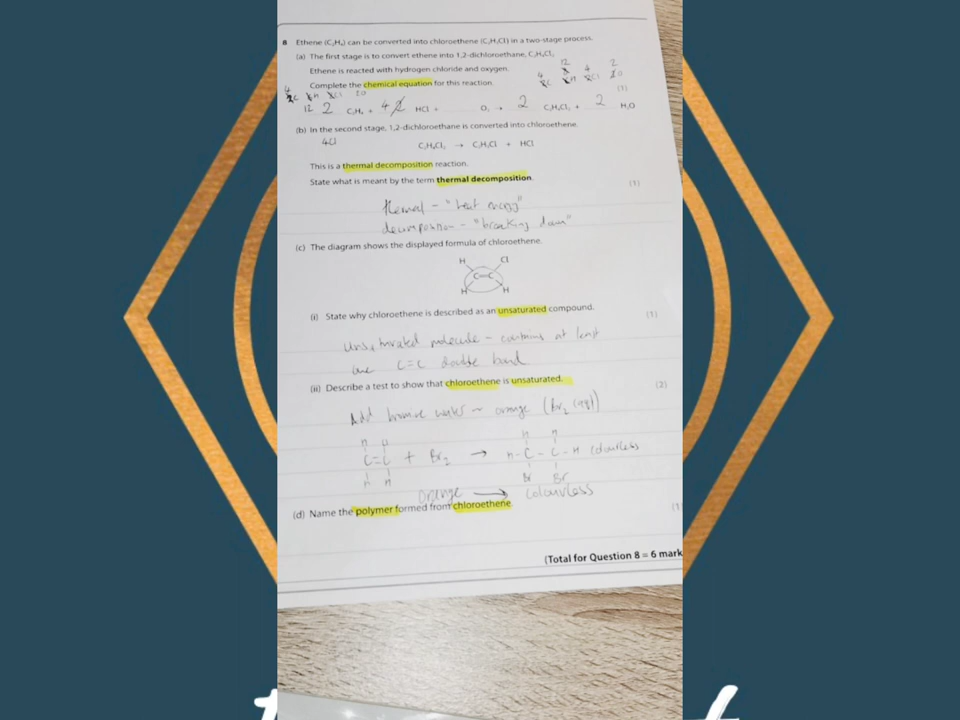 8 Ethene (C₂H₄) can be converted into chloroethene (C₂H₃Cl) in a two-stage process.
(a) The first stage is to convert ethene into 1,2-dichloroethane, C₂H₄Cl₂.
Ethene is reacted with hydrogen chloride and oxygen.
Complete the chemical equation for this reaction.
(1)
2 C₂H₄ + 4 HCl + O₂ → 2 C₂H₄Cl₂ + 2 H₂O
(b) In the second stage, 1,2-dichloroethane is converted into chloroethene.
4Cl
C₂H₄Cl₂ → C₂H₃Cl + HCl
This is a thermal decomposition reaction.
State what is meant by the term thermal decomposition.
(1)
thermal - "heat
decomposition - "breaking down"
(c) The diagram shows the displayed formula of chloroethene.
H Cl
C=C
H H
(i) State why chloroethene is described as an unsaturated compound.
(1)
Unsaturated molecule - contains at least
one C=C double bond
(ii) Describe a test to show that chloroethene is unsaturated.
(2)
Add bromine water - orange (Br₂ (aq))
C=C + Br₂ → H-C-C-H colourless
H H Br Br
orange → colourless
(d) Name the polymer formed from chloroethene.
(1)
(Total for Question 8 = 6 mark